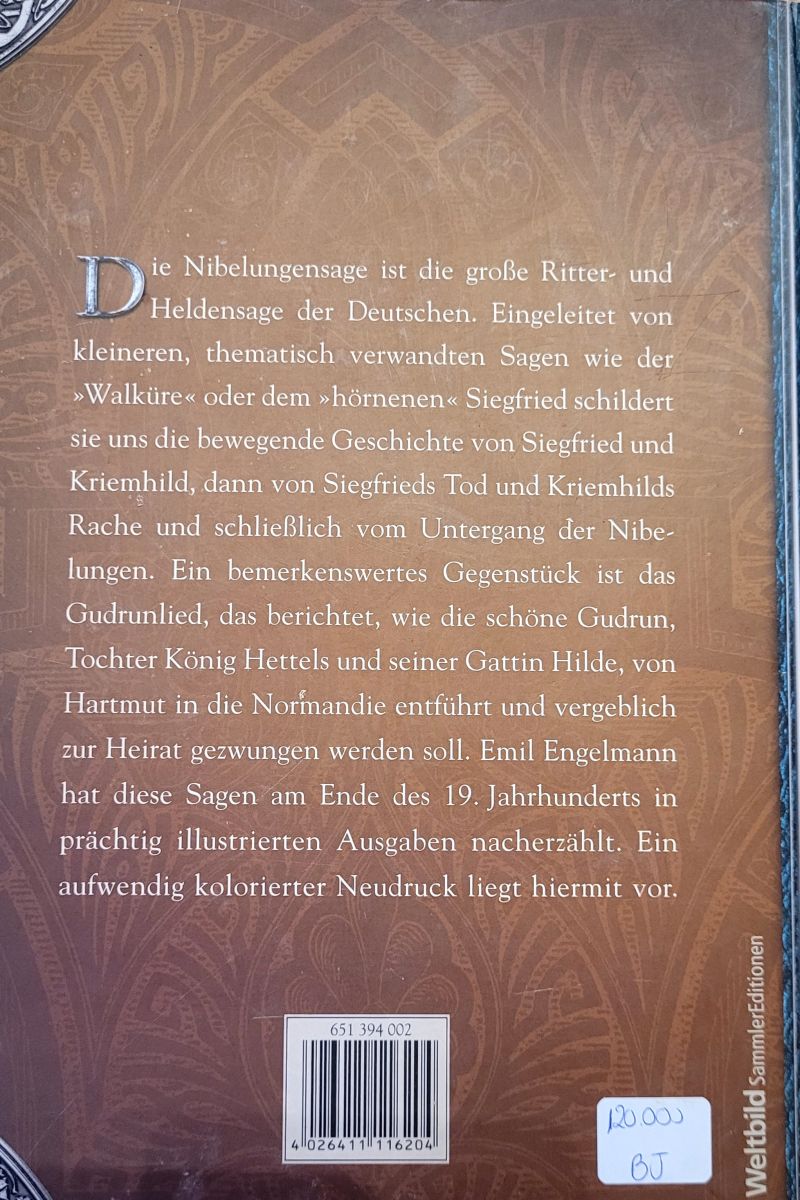 Die Nibelungensage ist die große Ritter- und
Heldensage der Deutschen. Eingeleitet von
kleineren, thematisch verwandten Sagen wie der
»Walküre« oder dem »hörnenen« Siegfried schildert
sie uns die bewegende Geschichte von Siegfried und
Kriemhild, dann von Siegfrieds Tod und Kriemhilds
Rache und schließlich vom Untergang der Nibe-
lungen. Ein bemerkenswertes Gegenstück ist das
Gudrunlied, das berichtet, wie die schöne Gudrun,
Tochter König Hettels und seiner Gattin Hilde, von
Hartmut in die Normandie entführt und vergeblich
zur Heirat gezwungen werden soll. Emil Engelmann
hat diese Sagen am Ende des 19. Jahrhunderts in
prächtig illustrierten Ausgaben nacherzählt. Ein
aufwendig kolorierter Neudruck liegt hiermit vor.
651 394 002
4 026411 116204
120.000
BJ
Weltbild SammlerEditionen